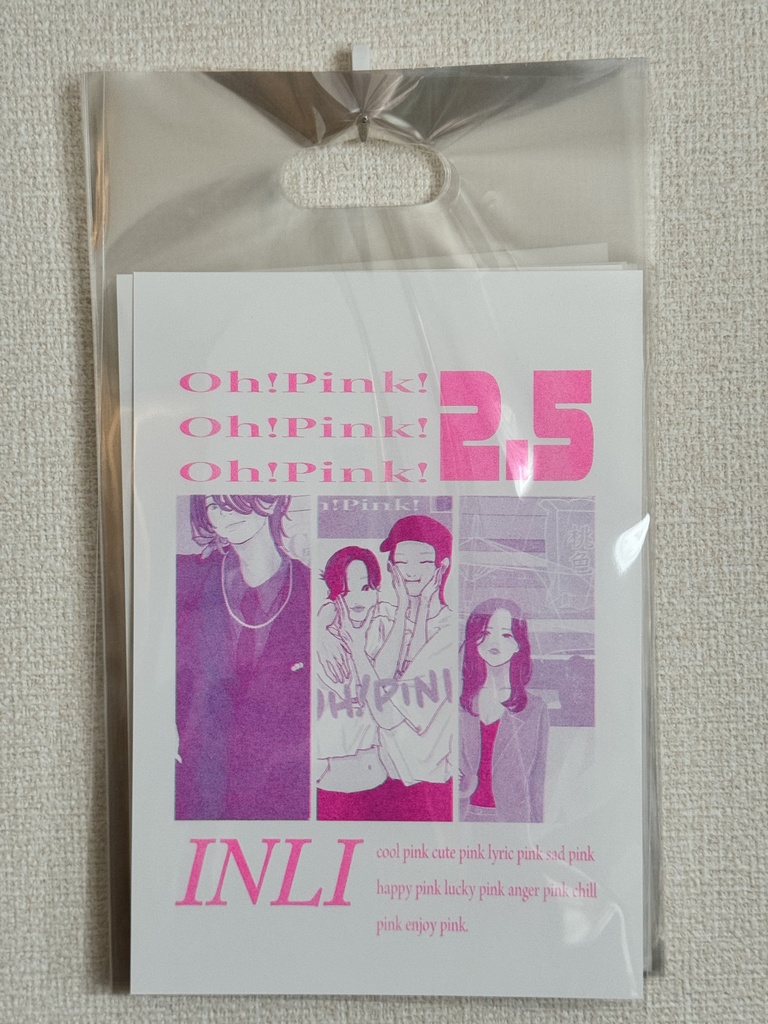 Oh!Pink!
Oh!Pink!
Oh!Pink!
2.5
h!Pink!
桃色
OH!PINI
INLI
cool pink cute pink lyric pink sad pink
happy pink lucky pink anger pink chill
pink enjoy pink.